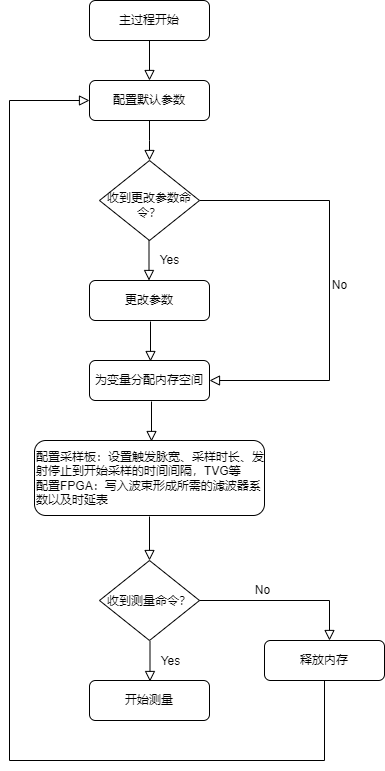 主过程开始
配置默认参数
收到更改参数命
令?
Yes
No
更改参数
为变量分配内存空间
配置采样板：设置触发脉宽、采样时长、发
射停止到开始采样的时间间隔，TVG等
配置FPGA：写入波束形成所需的滤波器系
数以及时延表
收到测量命令?
No
Yes
释放内存
开始测量